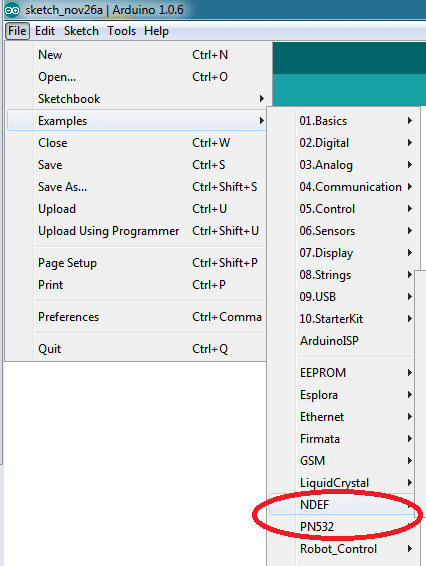 sketch_nov26a | Arduino 1.0.6
File Edit Sketch Tools Help
New Ctrl+N
Open... Ctrl+O
Sketchbook
Examples
Close Ctrl+W
Save Ctrl+S
Save As... Ctrl+Shift+S
Upload Ctrl+U
Upload Using Programmer Ctrl+Shift+U
Page Setup Ctrl+Shift+P
Print Ctrl+P
Preferences Ctrl+Comma
Quit Ctrl+Q
01.Basics
02.Digital
03.Analog
04.Communication
05.Control
06.Sensors
07.Display
08.Strings
09.USB
10.StarterKit
ArduinoISP
EEPROM
Esplora
Ethernet
Firmata
GSM
LiquidCrystal
NDEF
PN532
Robot_Control